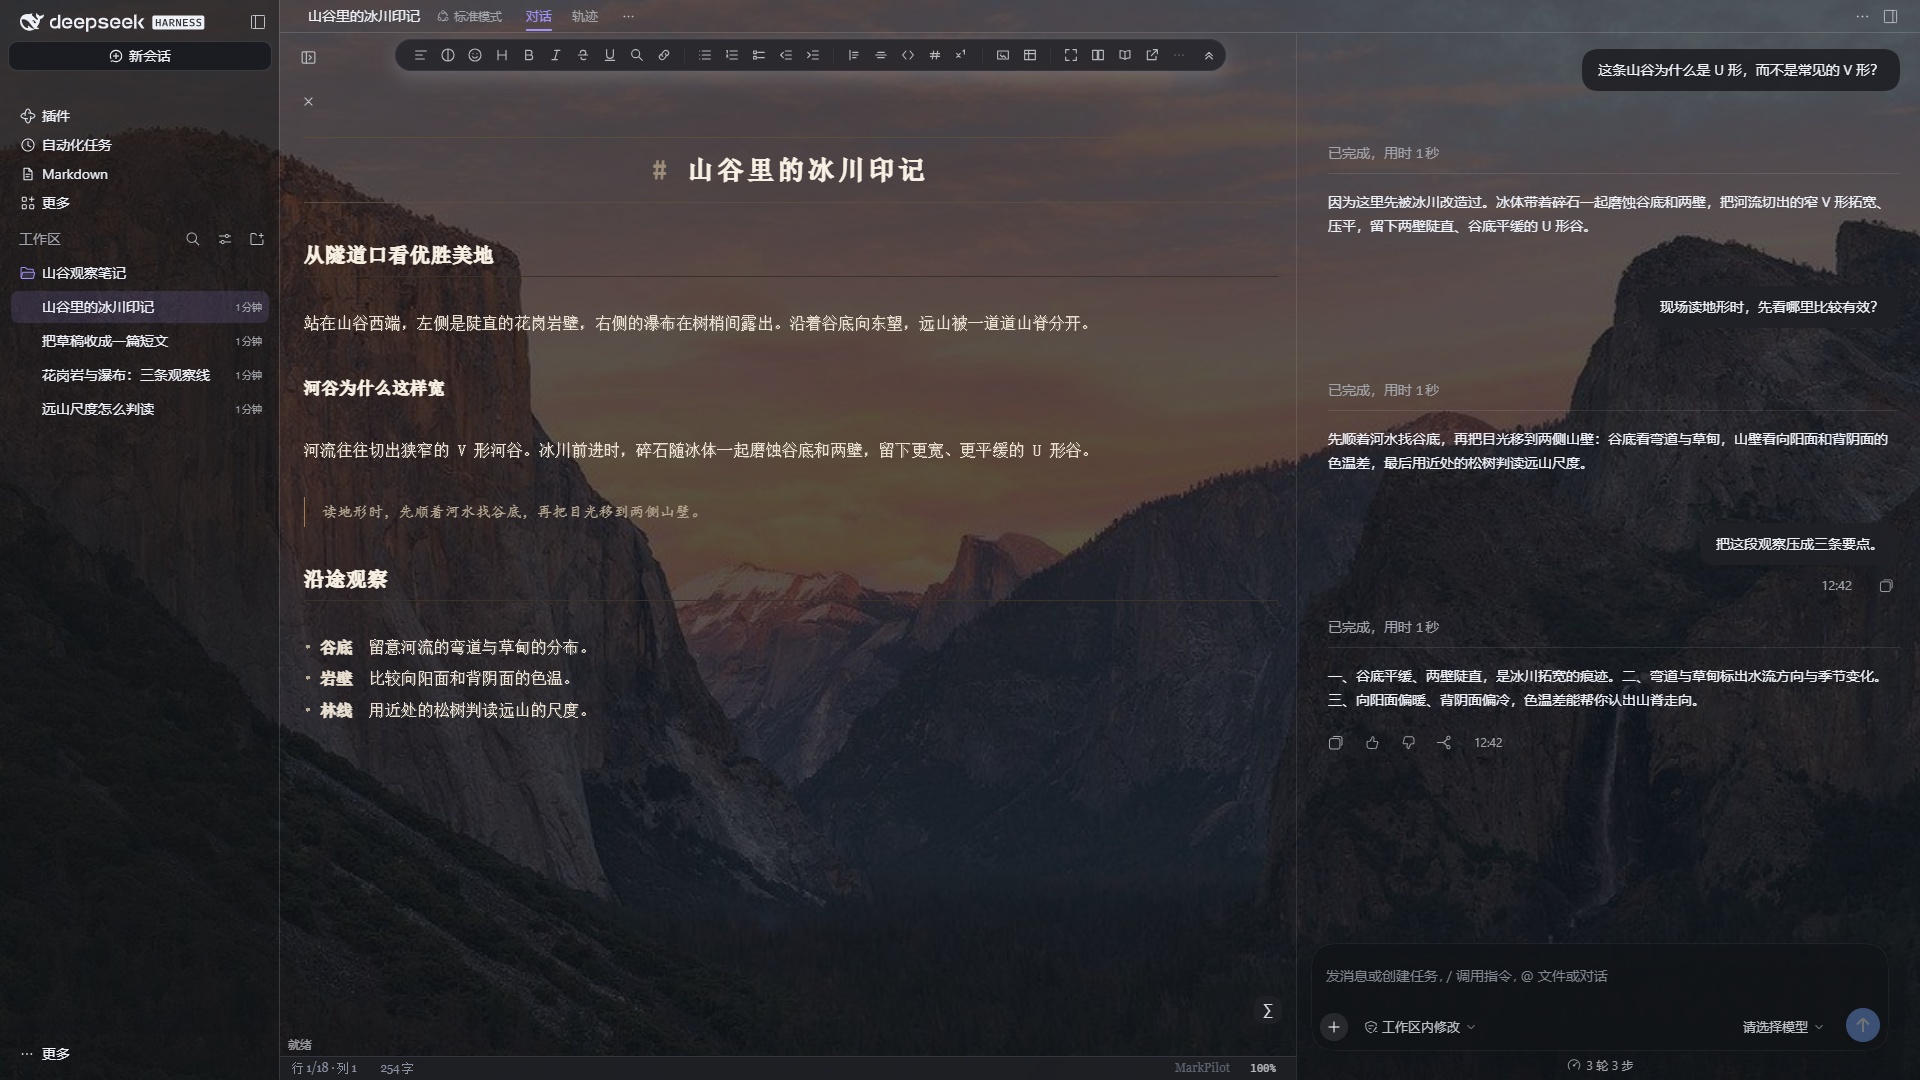 deepseek HARNESS
新会话
插件
自动化任务
Markdown
更多
工作区
山谷观察笔记
山谷里的冰川印记 1分钟
把草稿收成一篇短文 1分钟
花岗岩与瀑布：三条观察线 1分钟
远山尺度怎么判读 1分钟
更多
山谷里的冰川印记 标准模式 对话 轨迹
# 山谷里的冰川印记
从隧道口看优胜美地
站在山谷西端，左侧是陡直的花岗岩壁，右侧的瀑布在树梢间露出。沿着谷底向东望，远山被一道道山脊分开。
河谷为什么这样宽
河流往往切出狭窄的 V 形河谷。冰川前进时，碎石随冰体一起磨蚀谷底和两壁，留下更宽、更平缓的 U 形谷。
读地形时，先顺着河水找谷底，再把目光移到两侧山壁。
沿途观察
谷底 留意河流的弯道与草甸的分布。
岩壁 比较向阳面和背阴面的色温。
林线 用近处的松树判读远山的尺度。
就绪
行 1/18 · 列 1 254字 MarkPilot 100%
这条山谷为什么是 U 形，而不是常见的 V 形？
已完成，用时 1 秒
因为这里先被冰川改造过。冰体带着碎石一起磨蚀谷底和两壁，把河流切出的窄 V 形拓宽、
压平，留下两壁陡直、谷底平缓的 U 形谷。
现场读地形时，先看哪里比较有效？
已完成，用时 1 秒
先顺着河水找谷底，再把目光移到两侧山壁：谷底看弯道与草甸，山壁看向阳面和背阴面的
色温差，最后用近处的松树判读远山尺度。
把这段观察压成三条要点。
12:42
已完成，用时 1 秒
一、谷底平缓、两壁陡直，是冰川拓宽的痕迹。二、弯道与草甸标出水流方向与季节变化。
三、向阳面偏暖、背阴面偏冷，色温差能帮你认出山脊走向。
12:42
发消息或创建任务, / 调用指令, @ 文件或对话
工作区内修改 请选择模型
3 轮 3 步